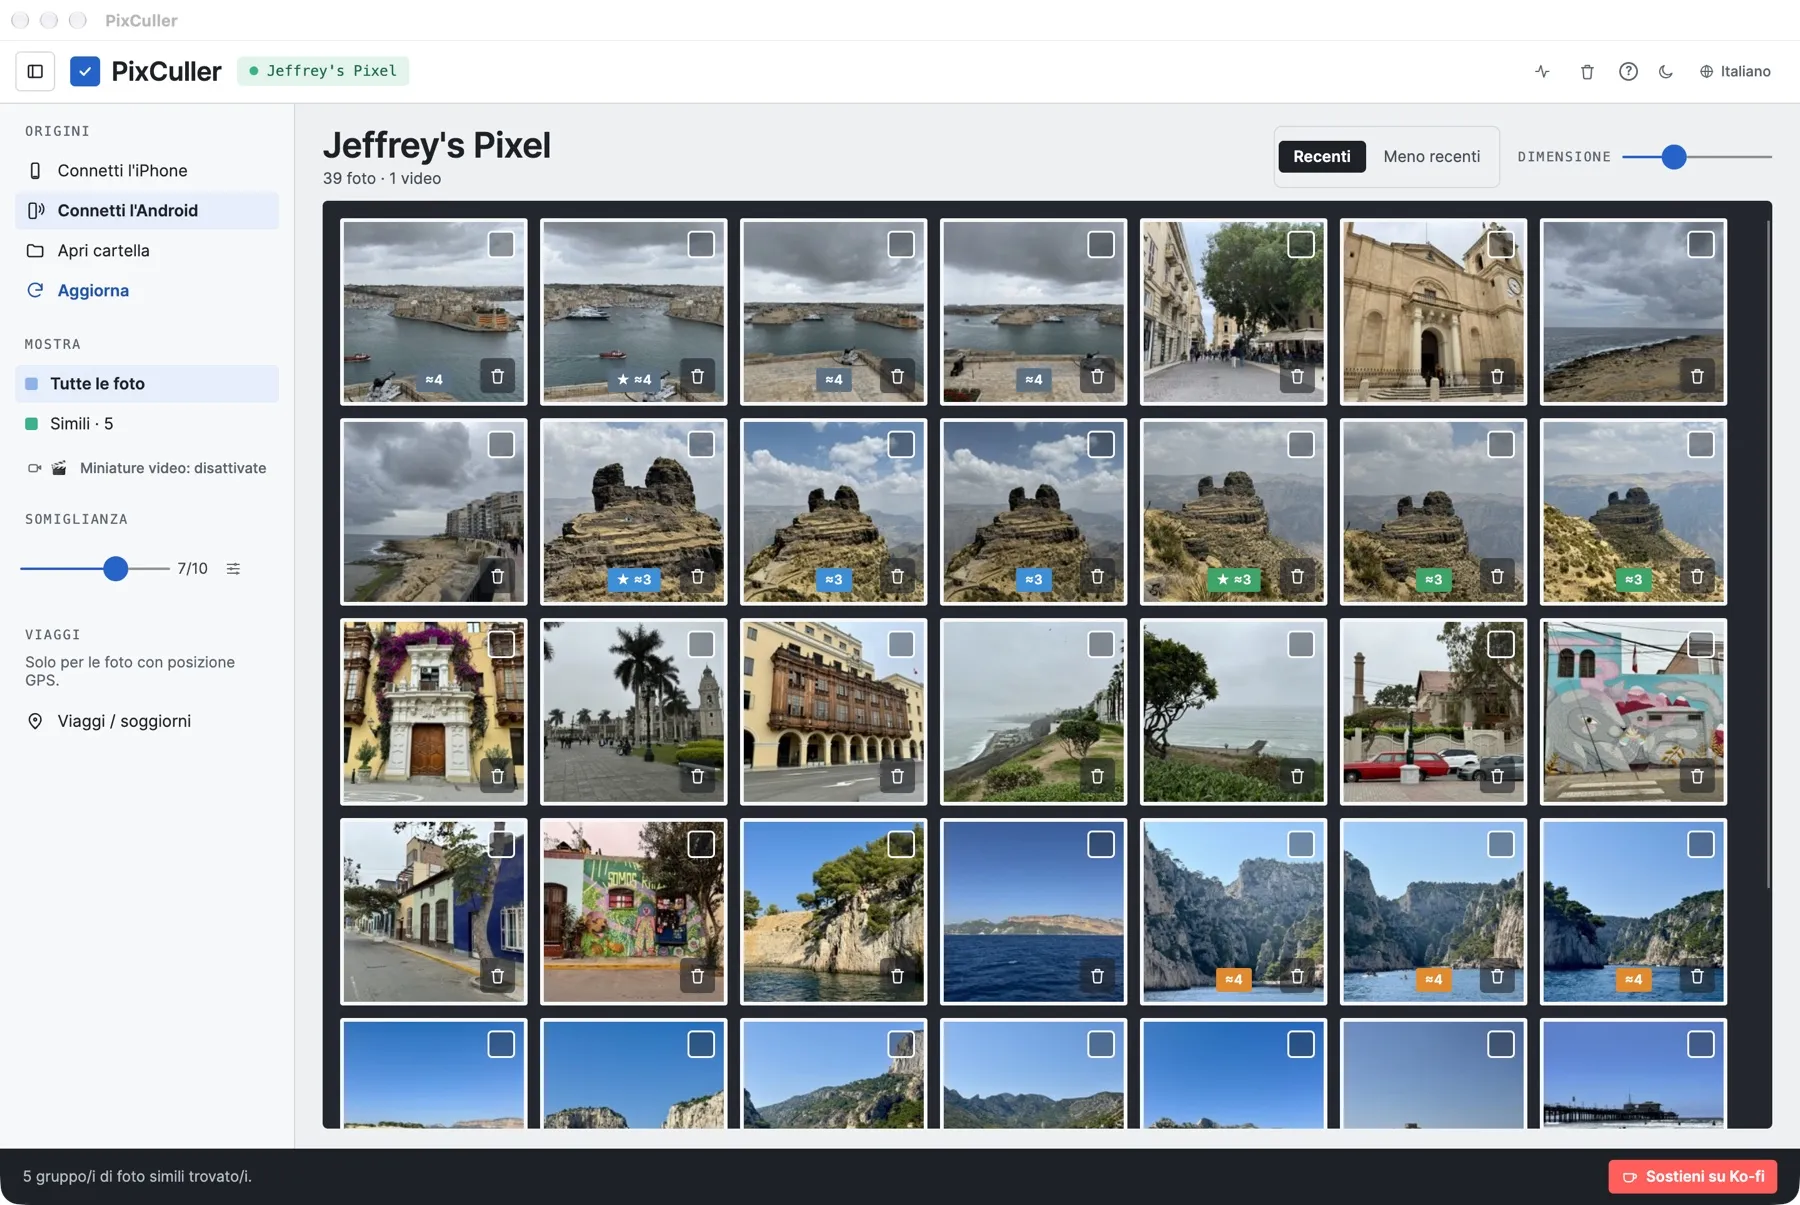 PixCuller
PixCuller
Jeffrey's Pixel
Italiano
ORIGINI
Connetti l'iPhone
Connetti l'Android
Apri cartella
Aggiorna
MOSTRA
Tutte le foto
Simili · 5
Miniature video: disattivate
SOMIGLIANZA
7/10
VIAGGI
Solo per le foto con posizione
GPS.
Viaggi / soggiorni
Jeffrey's Pixel
39 foto · 1 video
Recenti
Meno recenti
DIMENSIONE
≈4
★ ≈4
≈4
≈4
★ ≈3
≈3
≈3
★ ≈3
≈3
≈3
SOMOS
≈4
≈4
≈4
5 gruppo/i di foto simili trovato/i.
Sostieni su Ko-fi